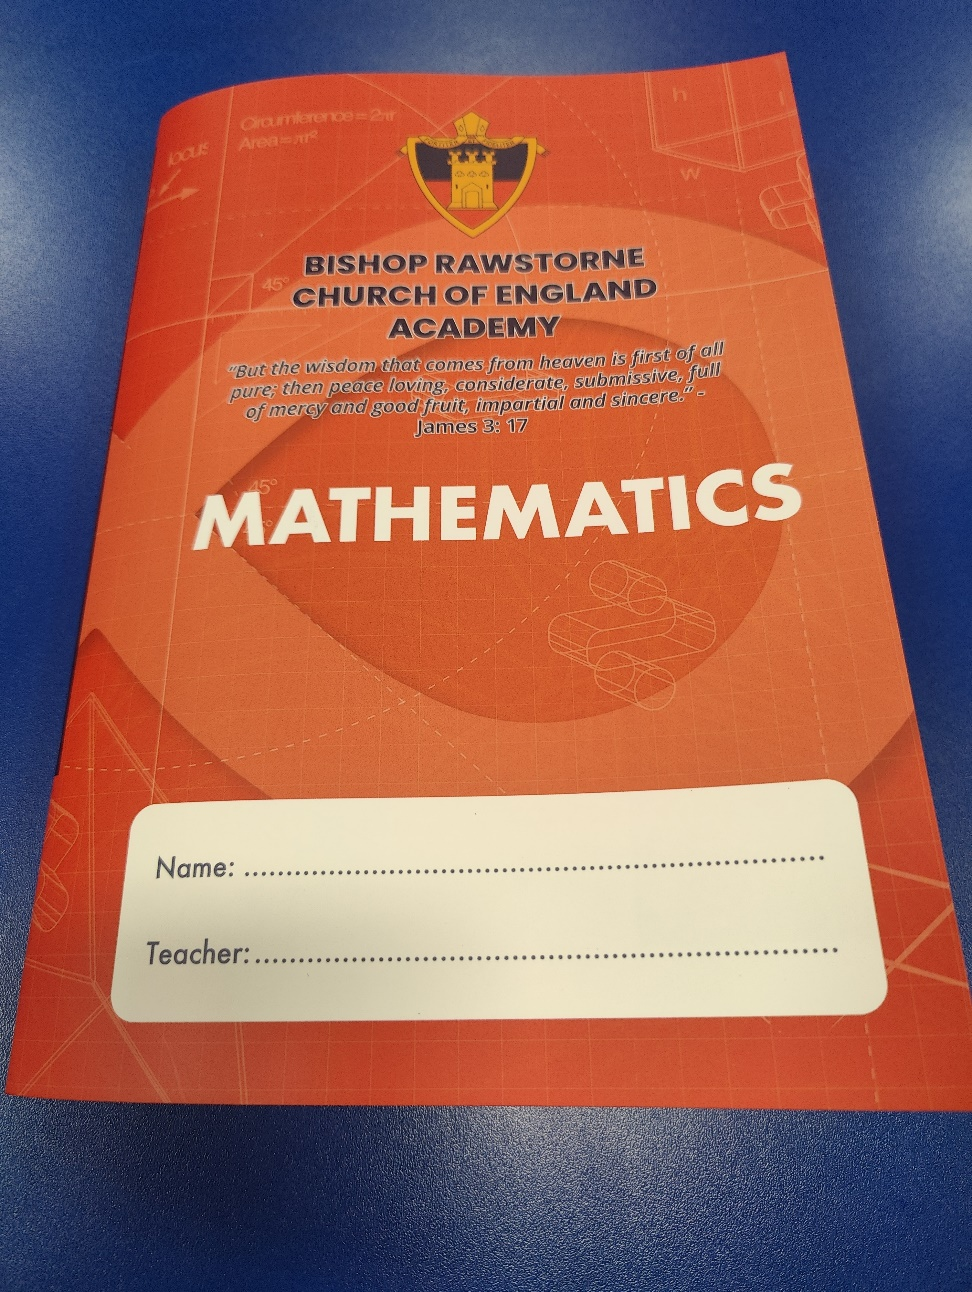 locus
Circumference = 2πr
Area = πr²
h
l
w
BISHOP RAWSTORNE
CHURCH OF ENGLAND
ACADEMY
45°
"But the wisdom that comes from heaven is first of all
pure; then peace loving, considerate, submissive, full
of mercy and good fruit, impartial and sincere." -
James 3: 17
45°
MATHEMATICS
Name: ..........................................................................
Teacher: ..........................................................................